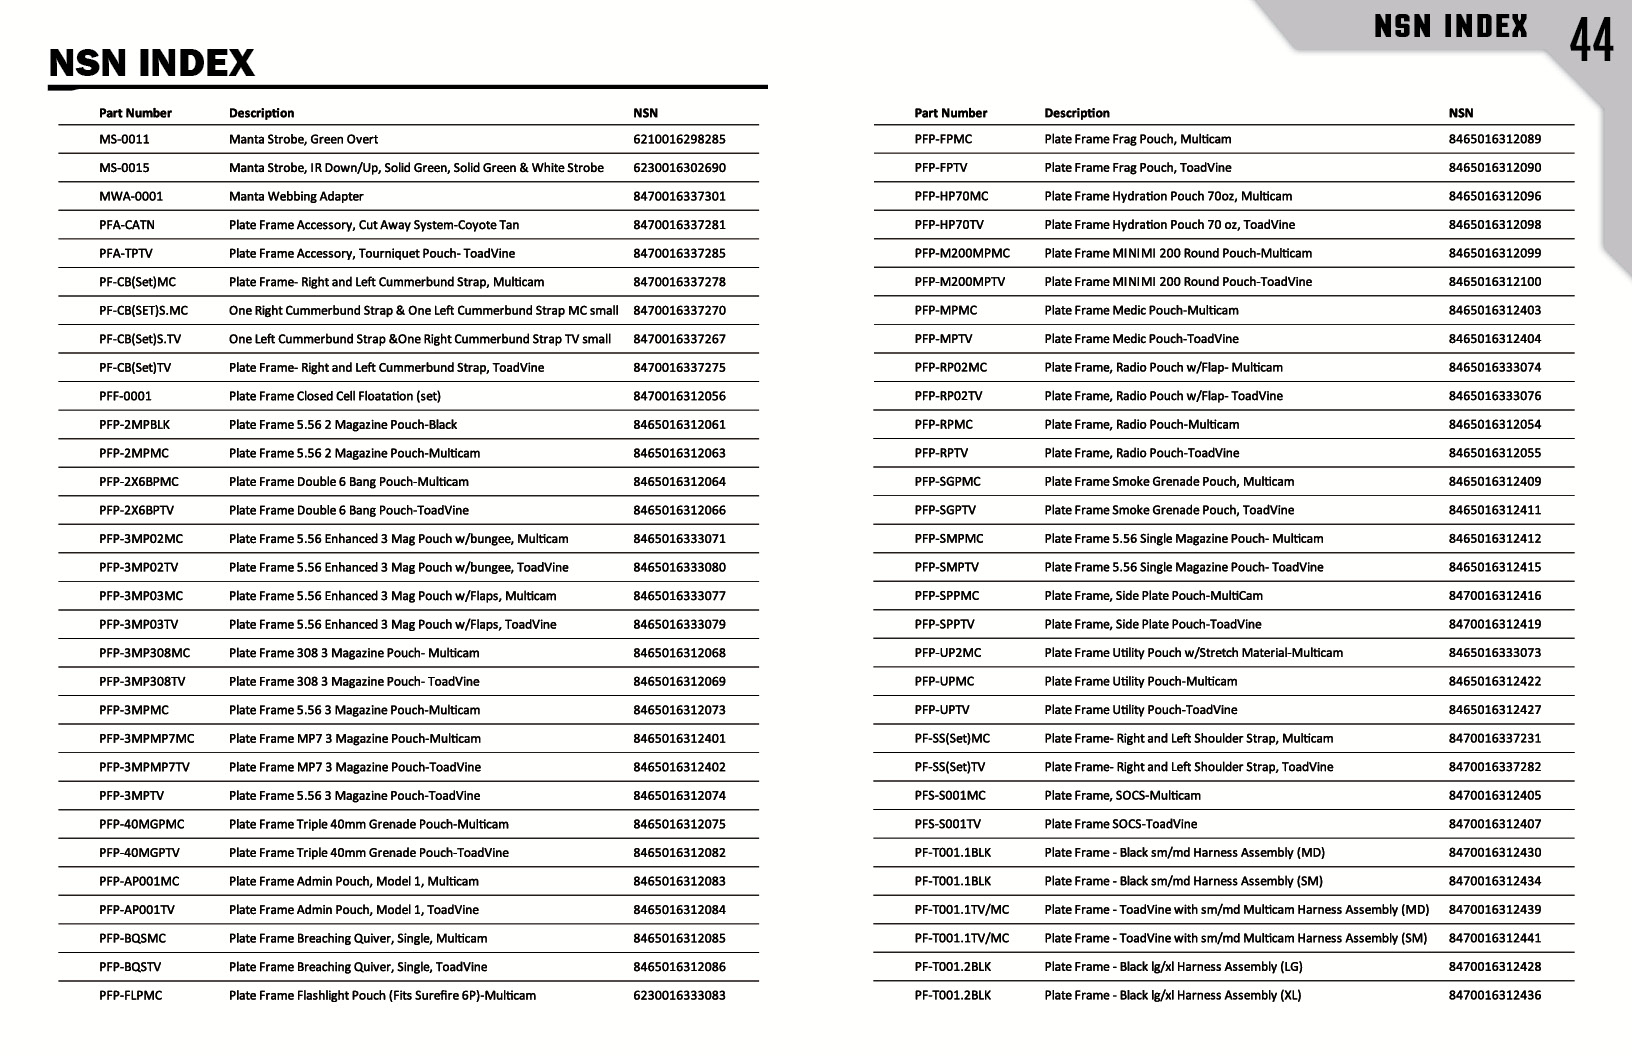 NSN INDEX
44
NSN INDEX
Part Number Description NSN
MS-0011 Manta Strobe, Green Overt 6210016298285
MS-0015 Manta Strobe, IR Down/Up, Solid Green, Solid Green & White Strobe 6230016302690
MWA-0001 Manta Webbing Adapter 8470016337301
PFA-CATN Plate Frame Accessory, Cut Away System-Coyote Tan 8470016337281
PFA-TPTV Plate Frame Accessory, Tourniquet Pouch- ToadVine 8470016337285
PF-CB(Set)MC Plate Frame- Right and Left Cummerbund Strap, Multicam 8470016337278
PF-CB(SET)S.MC One Right Cummerbund Strap & One Left Cummerbund Strap MC small 8470016337270
PF-CB(Set)S.TV One Left Cummerbund Strap &One Right Cummerbund Strap TV small 8470016337267
PF-CB(Set)TV Plate Frame- Right and Left Cummerbund Strap, ToadVine 8470016337275
PFF-0001 Plate Frame Closed Cell Floatation (set) 8470016312056
PFP-2MPBLK Plate Frame 5.56 2 Magazine Pouch-Black 8465016312061
PFP-2MPMC Plate Frame 5.56 2 Magazine Pouch-Multicam 8465016312063
PFP-2X6BPMC Plate Frame Double 6 Bang Pouch-Multicam 8465016312064
PFP-2X6BPTV Plate Frame Double 6 Bang Pouch-ToadVine 8465016312066
PFP-3MP02MC Plate Frame 5.56 Enhanced 3 Mag Pouch w/bungee, Multicam 8465016333071
PFP-3MP02TV Plate Frame 5.56 Enhanced 3 Mag Pouch w/bungee, ToadVine 8465016333080
PFP-3MP03MC Plate Frame 5.56 Enhanced 3 Mag Pouch w/Flaps, Multicam 8465016333077
PFP-3MP03TV Plate Frame 5.56 Enhanced 3 Mag Pouch w/Flaps, ToadVine 8465016333079
PFP-3MP308MC Plate Frame 308 3 Magazine Pouch- Multicam 8465016312068
PFP-3MP308TV Plate Frame 308 3 Magazine Pouch- ToadVine 8465016312069
PFP-3MPMC Plate Frame 5.56 3 Magazine Pouch-Multicam 8465016312073
PFP-3MPMP7MC Plate Frame MP7 3 Magazine Pouch-Multicam 8465016312401
PFP-3MPMP7TV Plate Frame MP7 3 Magazine Pouch-ToadVine 8465016312402
PFP-3MPTV Plate Frame 5.56 3 Magazine Pouch-ToadVine 8465016312074
PFP-40MGPMC Plate Frame Triple 40mm Grenade Pouch-Multicam 8465016312075
PFP-40MGPTV Plate Frame Triple 40mm Grenade Pouch-ToadVine 8465016312082
PFP-AP001MC Plate Frame Admin Pouch, Model 1, Multicam 8465016312083
PFP-AP001TV Plate Frame Admin Pouch, Model 1, ToadVine 8465016312084
PFP-BQSMC Plate Frame Breaching Quiver, Single, Multicam 8465016312085
PFP-BQSTV Plate Frame Breaching Quiver, Single, ToadVine 8465016312086
PFP-FLPMC Plate Frame Flashlight Pouch (Fits Surefire 6P)-Multicam 6230016333083
Part Number Description NSN
PFP-FPMC Plate Frame Frag Pouch, Multicam 8465016312089
PFP-FPTV Plate Frame Frag Pouch, ToadVine 8465016312090
PFP-HP70MC Plate Frame Hydration Pouch 70oz, Multicam 8465016312096
PFP-HP70TV Plate Frame Hydration Pouch 70 oz, ToadVine 8465016312098
PFP-M200MPMC Plate Frame MINIMI 200 Round Pouch-Multicam 8465016312099
PFP-M200MPTV Plate Frame MINIMI 200 Round Pouch-ToadVine 8465016312100
PFP-MPMC Plate Frame Medic Pouch-Multicam 8465016312403
PFP-MPTV Plate Frame Medic Pouch-ToadVine 8465016312404
PFP-RP02MC Plate Frame, Radio Pouch w/Flap- Multicam 8465016333074
PFP-RP02TV Plate Frame, Radio Pouch w/Flap- ToadVine 8465016333076
PFP-RPMC Plate Frame, Radio Pouch-Multicam 8465016312054
PFP-RPTV Plate Frame, Radio Pouch-ToadVine 8465016312055
PFP-SGPMC Plate Frame Smoke Grenade Pouch, Multicam 8465016312409
PFP-SGPTV Plate Frame Smoke Grenade Pouch, ToadVine 8465016312411
PFP-SMPMC Plate Frame 5.56 Single Magazine Pouch- Multicam 8465016312412
PFP-SMPTV Plate Frame 5.56 Single Magazine Pouch- ToadVine 8465016312415
PFP-SPPMC Plate Frame, Side Plate Pouch-MultiCam 8470016312416
PFP-SPPTV Plate Frame, Side Plate Pouch-ToadVine 8470016312419
PFP-UP2MC Plate Frame Utility Pouch w/Stretch Material-Multicam 8465016333073
PFP-UPMC Plate Frame Utility Pouch-Multicam 8465016312422
PFP-UPTV Plate Frame Utility Pouch-ToadVine 8465016312427
PF-SS(Set)MC Plate Frame- Right and Left Shoulder Strap, Multicam 8470016337231
PF-SS(Set)TV Plate Frame- Right and Left Shoulder Strap, ToadVine 8470016337282
PFS-S001MC Plate Frame, SOCS-Multicam 8470016312405
PFS-S001TV Plate Frame SOCS-ToadVine 8470016312407
PF-T001.1BLK Plate Frame - Black sm/md Harness Assembly (MD) 8470016312430
PF-T001.1BLK Plate Frame - Black sm/md Harness Assembly (SM) 8470016312434
PF-T001.1TV/MC Plate Frame - ToadVine with sm/md Multicam Harness Assembly (MD) 8470016312439
PF-T001.1TV/MC Plate Frame - ToadVine with sm/md Multicam Harness Assembly (SM) 8470016312441
PF-T001.2BLK Plate Frame - Black lg/xl Harness Assembly (LG) 8470016312428
PF-T001.2BLK Plate Frame - Black lg/xl Harness Assembly (XL) 8470016312436